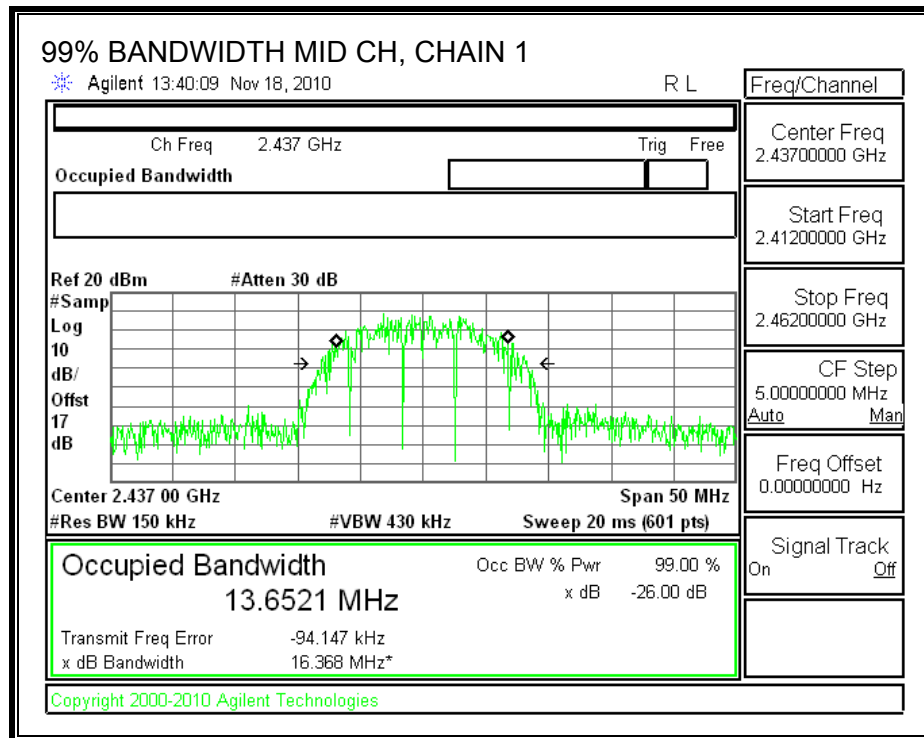 99% BANDWIDTH MID CH, CHAIN 1
Agilent 13:40:09 Nov 18, 2010 R L
Freq/Channel
Ch Freq 2.437 GHz Trig Free
Occupied Bandwidth
Center Freq
2.43700000 GHz
Start Freq
2.41200000 GHz
Stop Freq
2.46200000 GHz
CF Step
5.00000000 MHz
Auto Man
Freq Offset
0.00000000 Hz
Signal Track
On Off
Ref 20 dBm #Atten 30 dB
#Samp
Log
10
dB/
Offst
17
dB
Center 2.437 00 GHz Span 50 MHz
#Res BW 150 kHz #VBW 430 kHz Sweep 20 ms (601 pts)
Occupied Bandwidth
13.6521 MHz
Occ BW % Pwr 99.00 %
x dB -26.00 dB
Transmit Freq Error -94.147 kHz
x dB Bandwidth 16.368 MHz*
Copyright 2000-2010 Agilent Technologies